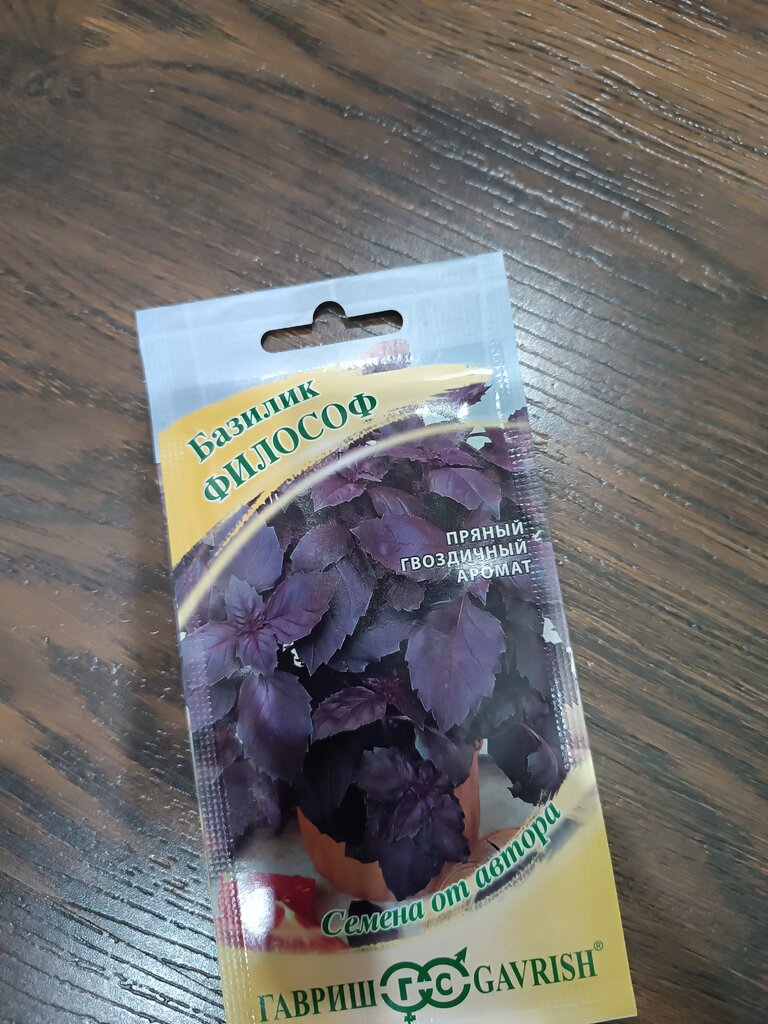 Базилик
ФИЛОСОФ
ПРЯНЫЙ
ГВОЗДИЧНЫЙ
АРОМАТ
Семена от автора
ГАВРИШ Г-С GAVRISH®